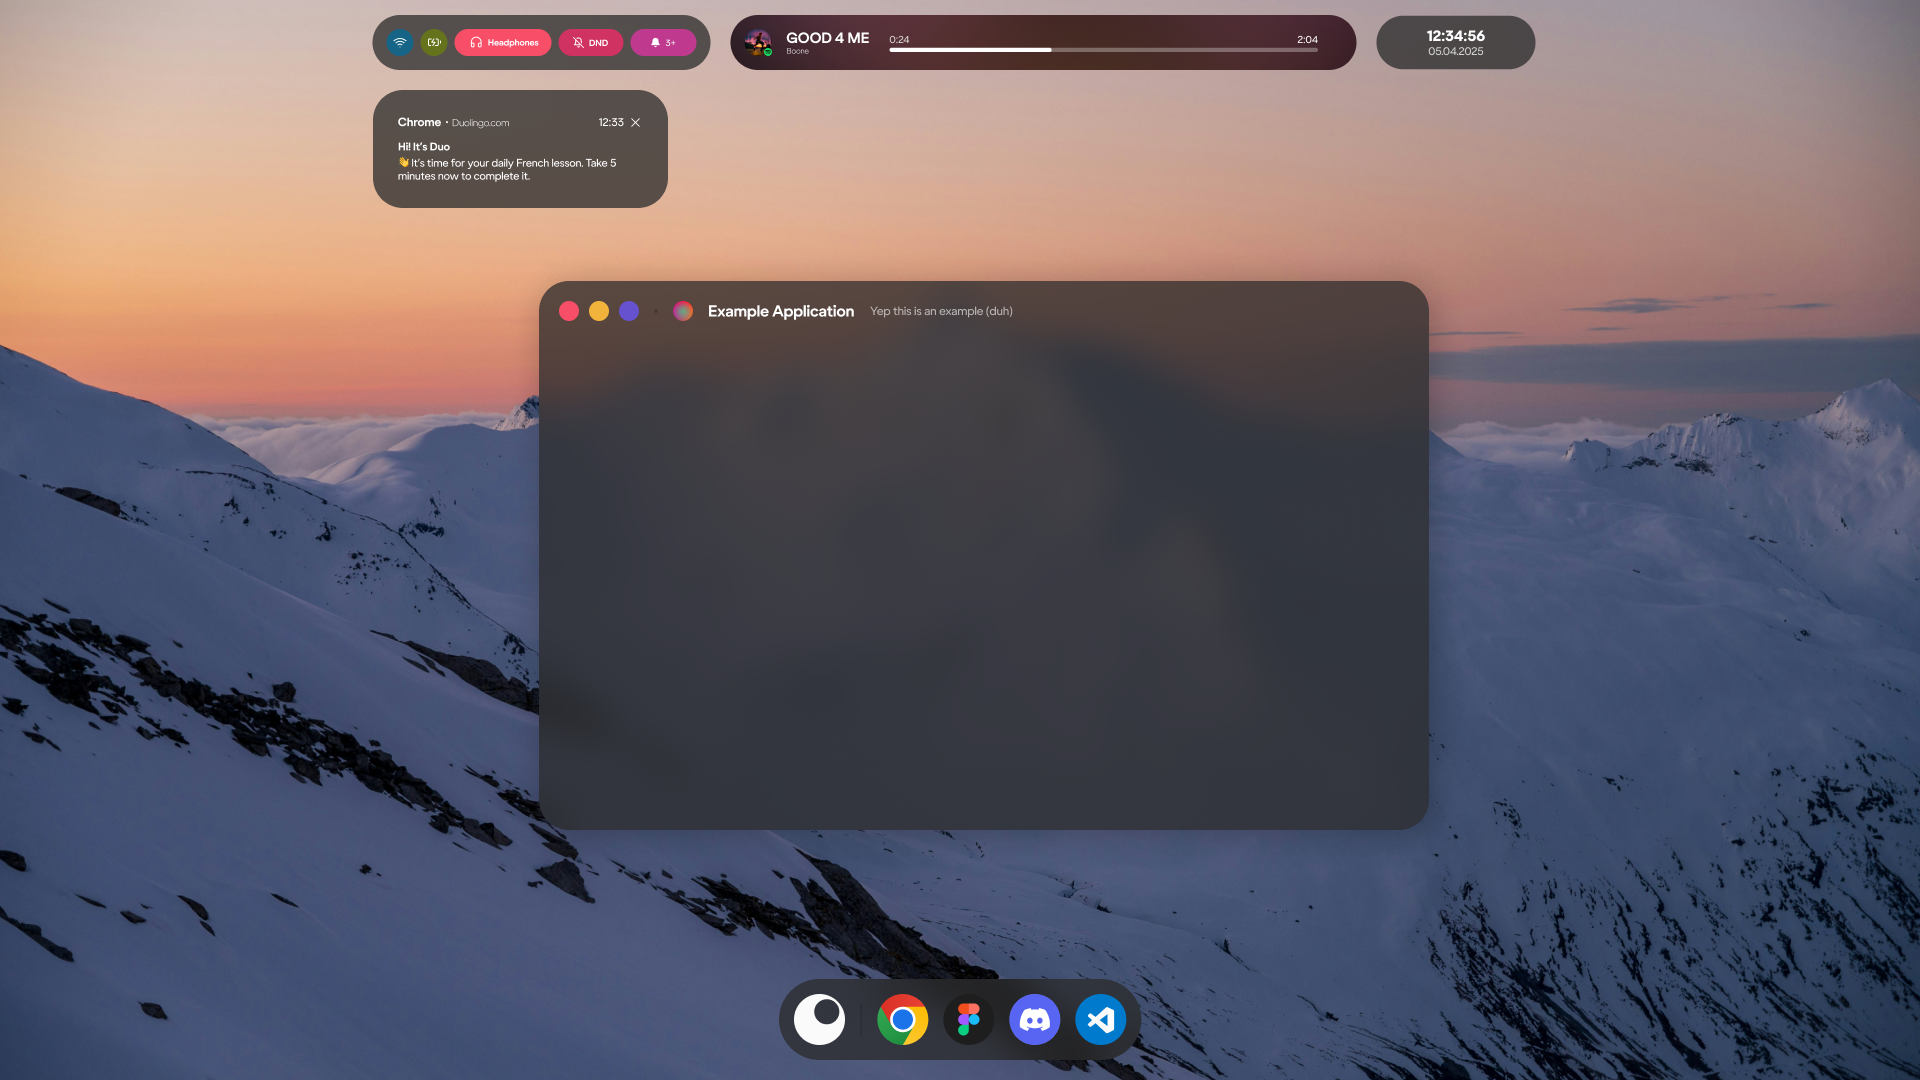 Headphones
DND
3+
GOOD 4 ME
Boone
0:24
2:04
12:34:56
05.04.2025
Chrome • Duolingo.com
12:33
Hi! It's Duo
👋 It's time for your daily French lesson. Take 5
minutes now to complete it.
Example Application
Yep this is an example (duh)